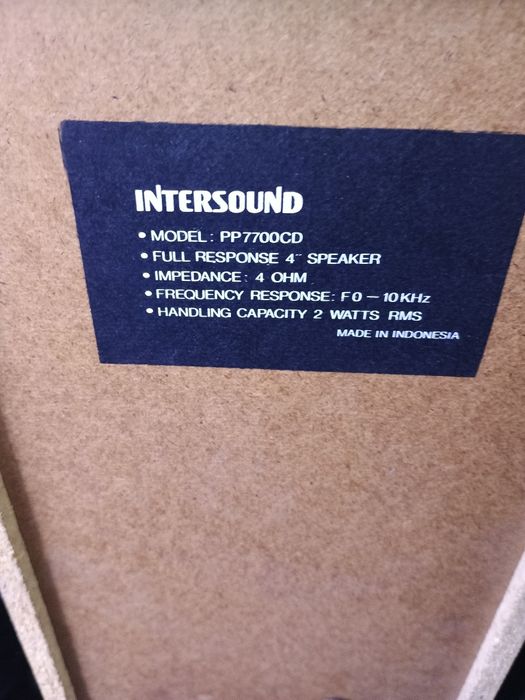 INTERSOUND
• MODEL: PP7700CD
• FULL RESPONSE 4" SPEAKER
• IMPEDANCE: 4 OHM
• FREQUENCY RESPONSE: F0 – 10KHz
• HANDLING CAPACITY 2 WATTS RMS
MADE IN INDONESIA